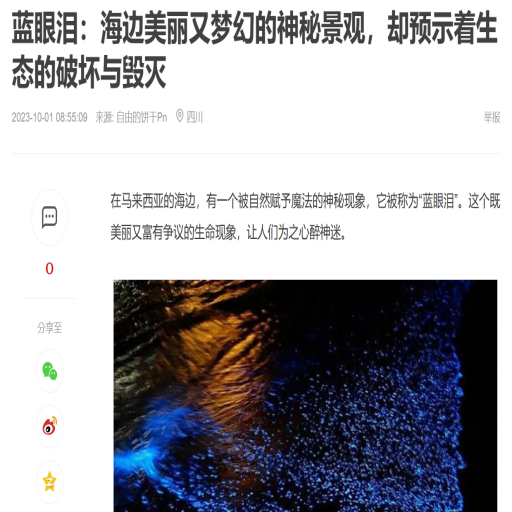 蓝眼泪：海边美丽又梦幻的神秘景观，却预示着生
态的破坏与毁灭
2023-10-01 08:55:09 来源: 自由的饼干Pn 四川 举报
在马来西亚的海边，有一个被自然赋予魔法的神秘现象，它被称为“蓝眼泪”。这个既
美丽又富有争议的生命现象，让人们为之心醉神迷。
0
分享至